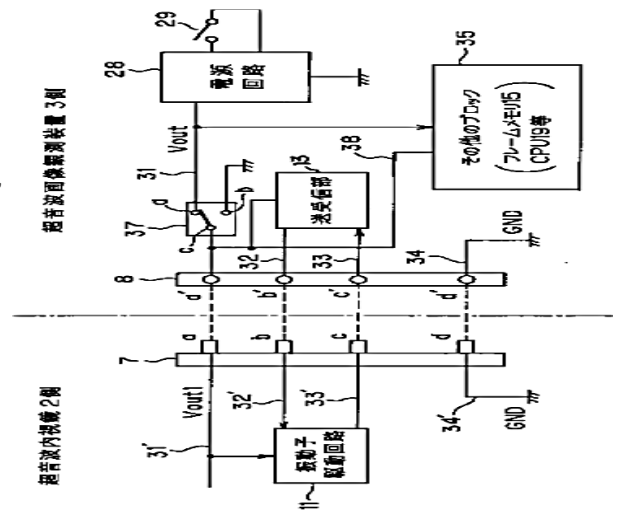 超音波画像観測装置 3側
29
28
電源
回路
Vout
31
a
b
c
37
35
その他のブロック
フレームメモリ15
CPU19等
38
13
送受信部
32
33
34
GND
8
a'
b'
c'
d'
a
b
c
d
7
超音波内視鏡 2側
Vout1
31'
32'
33'
34'
GND
振動子
駆動回路
11